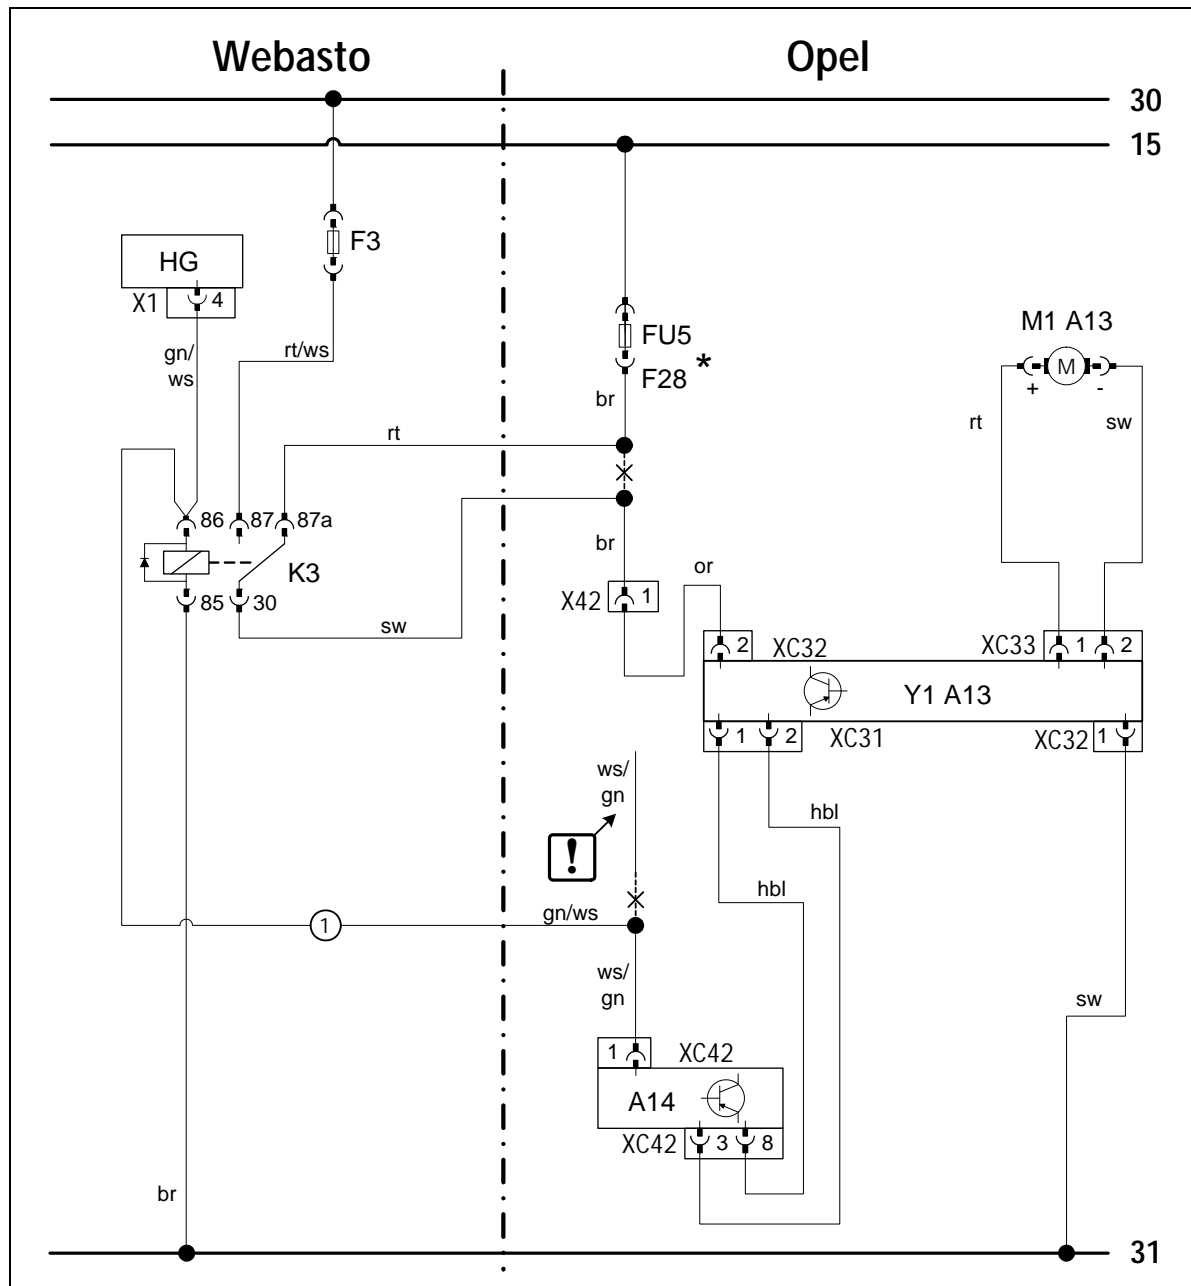 Webasto
Opel
30
15
F3
HG
X1
4
FU5
F28 *
M1 A13
M
+
-
gn/
ws
rt/ws
br
rt
sw
rt
86
87
87a
K3
85
30
br
X42
1
or
sw
2
XC32
XC33
1
2
Y1 A13
1
2
XC31
XC32
1
ws/
gn
!
hbl
hbl
gn/ws
1
ws/
gn
sw
1
XC42
A14
XC42
3
8
br
31